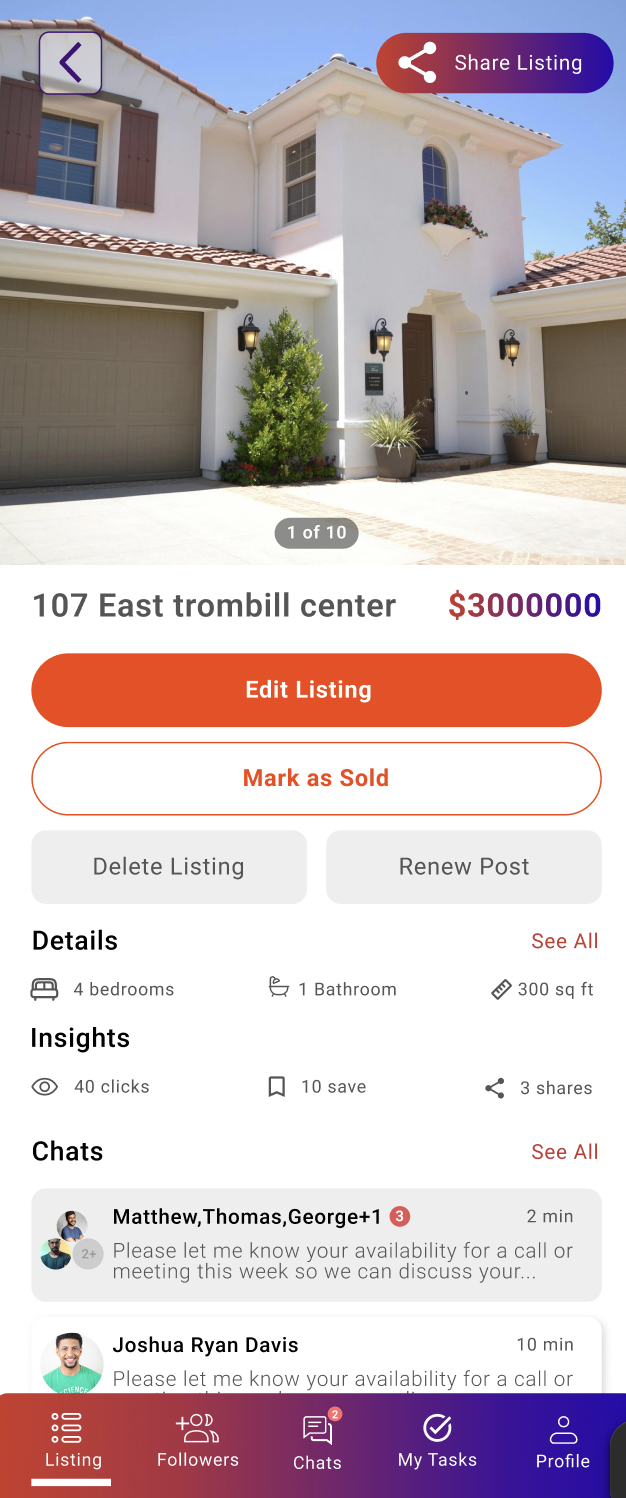 Share Listing
1 of 10
107 East trombill center
$3000000
Edit Listing
Mark as Sold
Delete Listing
Renew Post
Details
See All
4 bedrooms
1 Bathroom
300 sq ft
Insights
40 clicks
10 save
3 shares
Chats
See All
Matthew,Thomas,George+1
3
2 min
2+
Please let me know your availability for a call or
meeting this week so we can discuss your...
Joshua Ryan Davis
10 min
Please let me know your availability for a call or
Listing
Followers
2
Chats
My Tasks
Profile